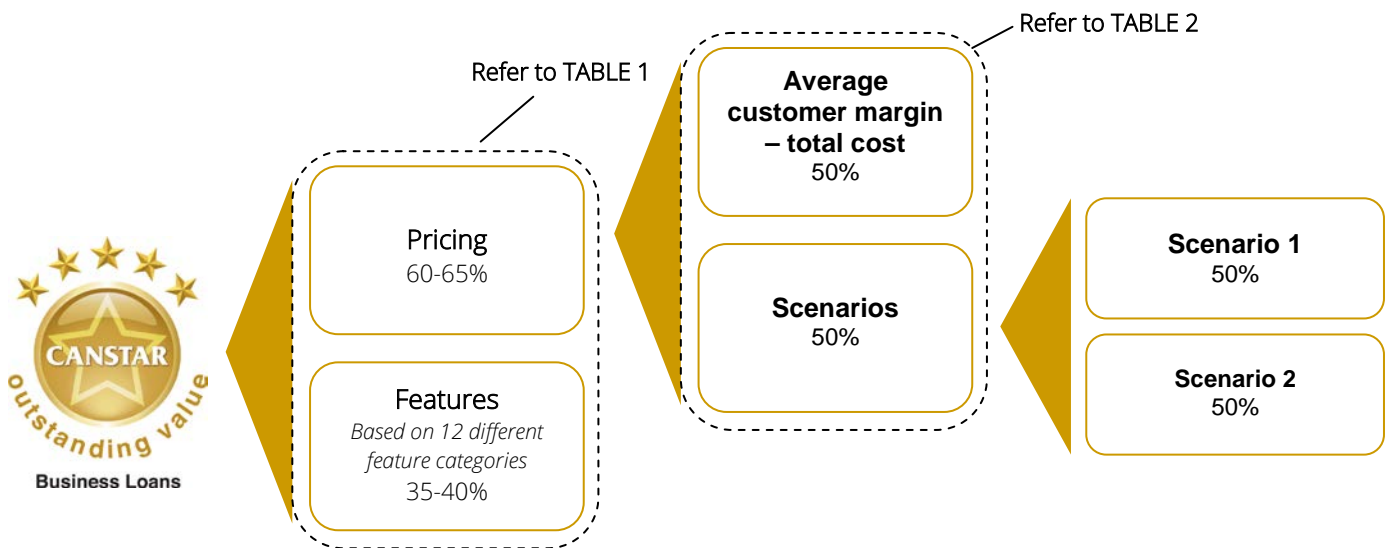 Refer to TABLE 2
Refer to TABLE 1
Average
customer margin
– total cost
50%
Pricing
60-65%
Scenarios
50%
Scenario 1
50%
Scenario 2
50%
CANSTAR
outstanding value
Business Loans
Features
Based on 12 different
feature categories
35-40%